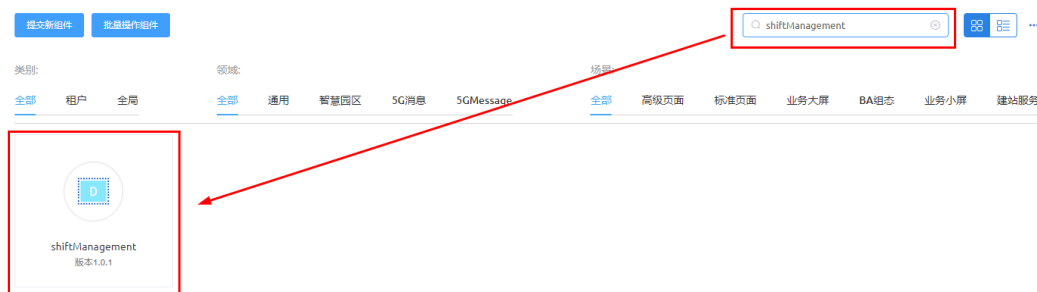 提交新组件 批量操作组件 shiftManagement
类别: 领域: 场景:
全部 租户 全局 全部 通用 智慧园区 5G消息 5GMessage 全部 高级页面 标准页面 业务大屏 BA组态 业务小屏 建站服务
D
shiftManagement
版本1.0.1